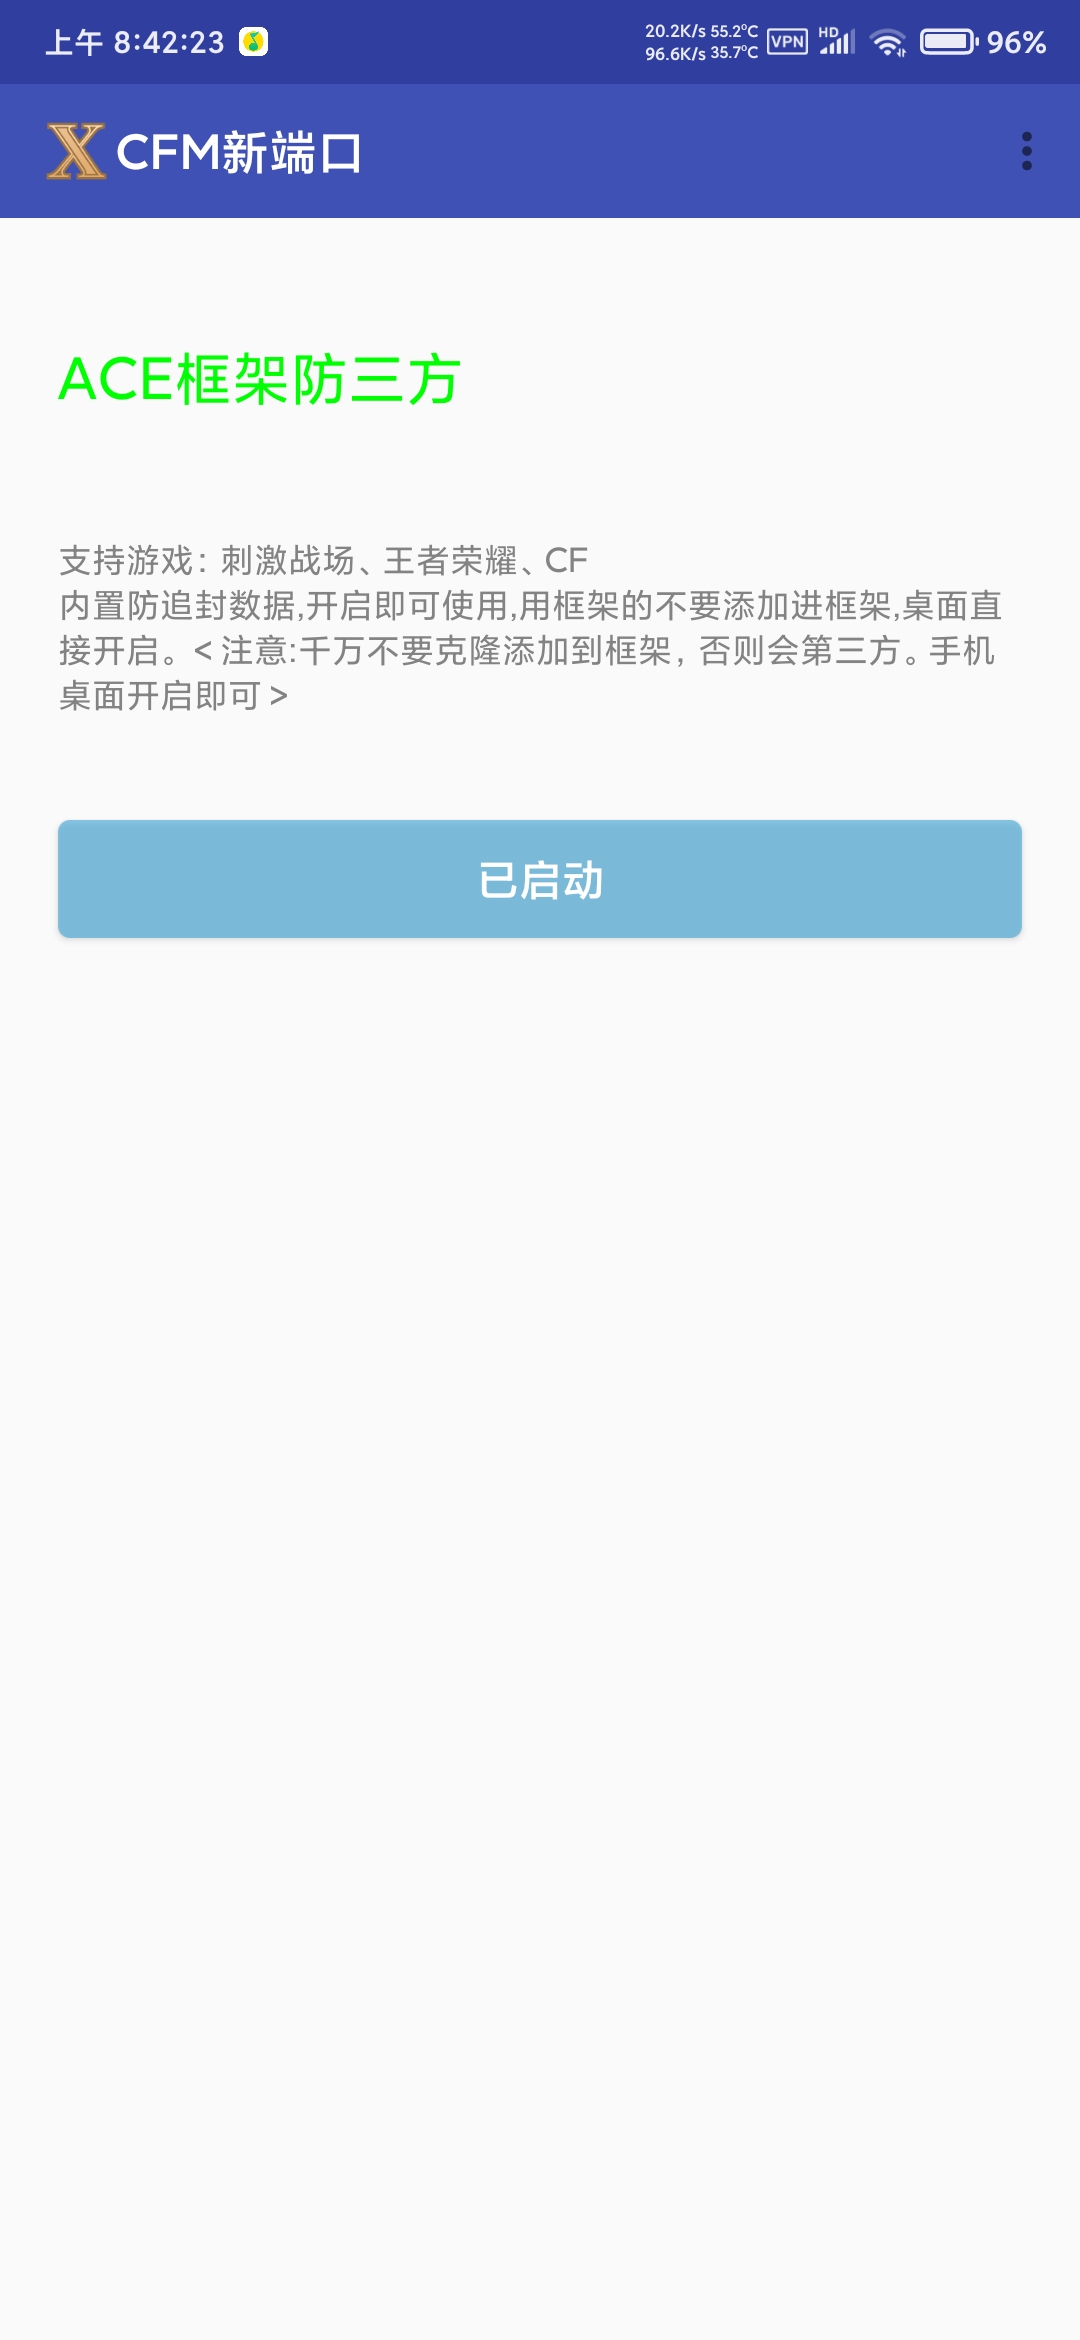 上午 8:42:23
20.2K/s 55.2°C
96.6K/s 35.7°C
VPN
HD
96%
X CFM新端口
ACE框架防三方
支持游戏：刺激战场、王者荣耀、CF
内置防追封数据,开启即可使用,用框架的不要添加进框架,桌面直
接开启。<注意:千万不要克隆添加到框架，否则会第三方。手机
桌面开启即可>
已启动